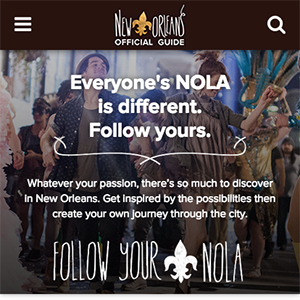 NEW ORLEANS
OFFICIAL GUIDE
Everyone's NOLA
is different.
Follow yours.
Whatever your passion, there's so much to discover
in New Orleans. Get inspired by the possibilities then
create your own journey through the city.
FOLLOW YOUR NOLA